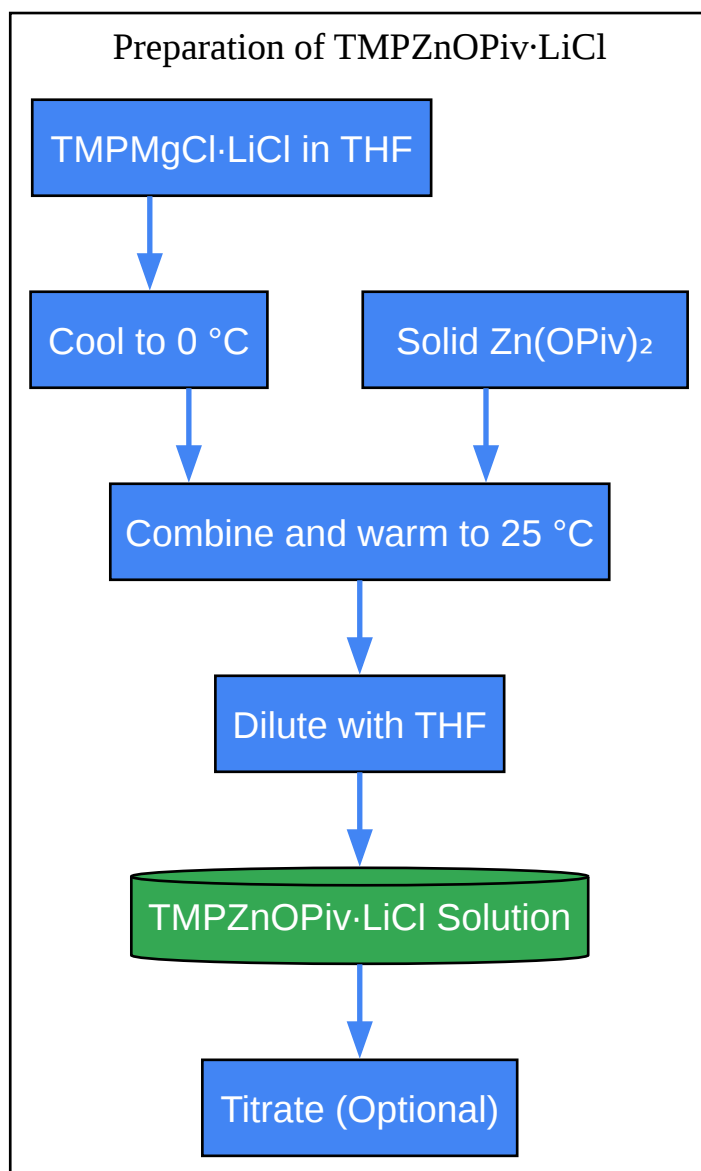 Preparation of TMPZnOPiv·LiCl
TMPMgCl·LiCl in THF
Cool to 0 °C
Solid Zn(OPiv)₂
Combine and warm to 25 °C
Dilute with THF
TMPZnOPiv·LiCl Solution
Titrate (Optional)